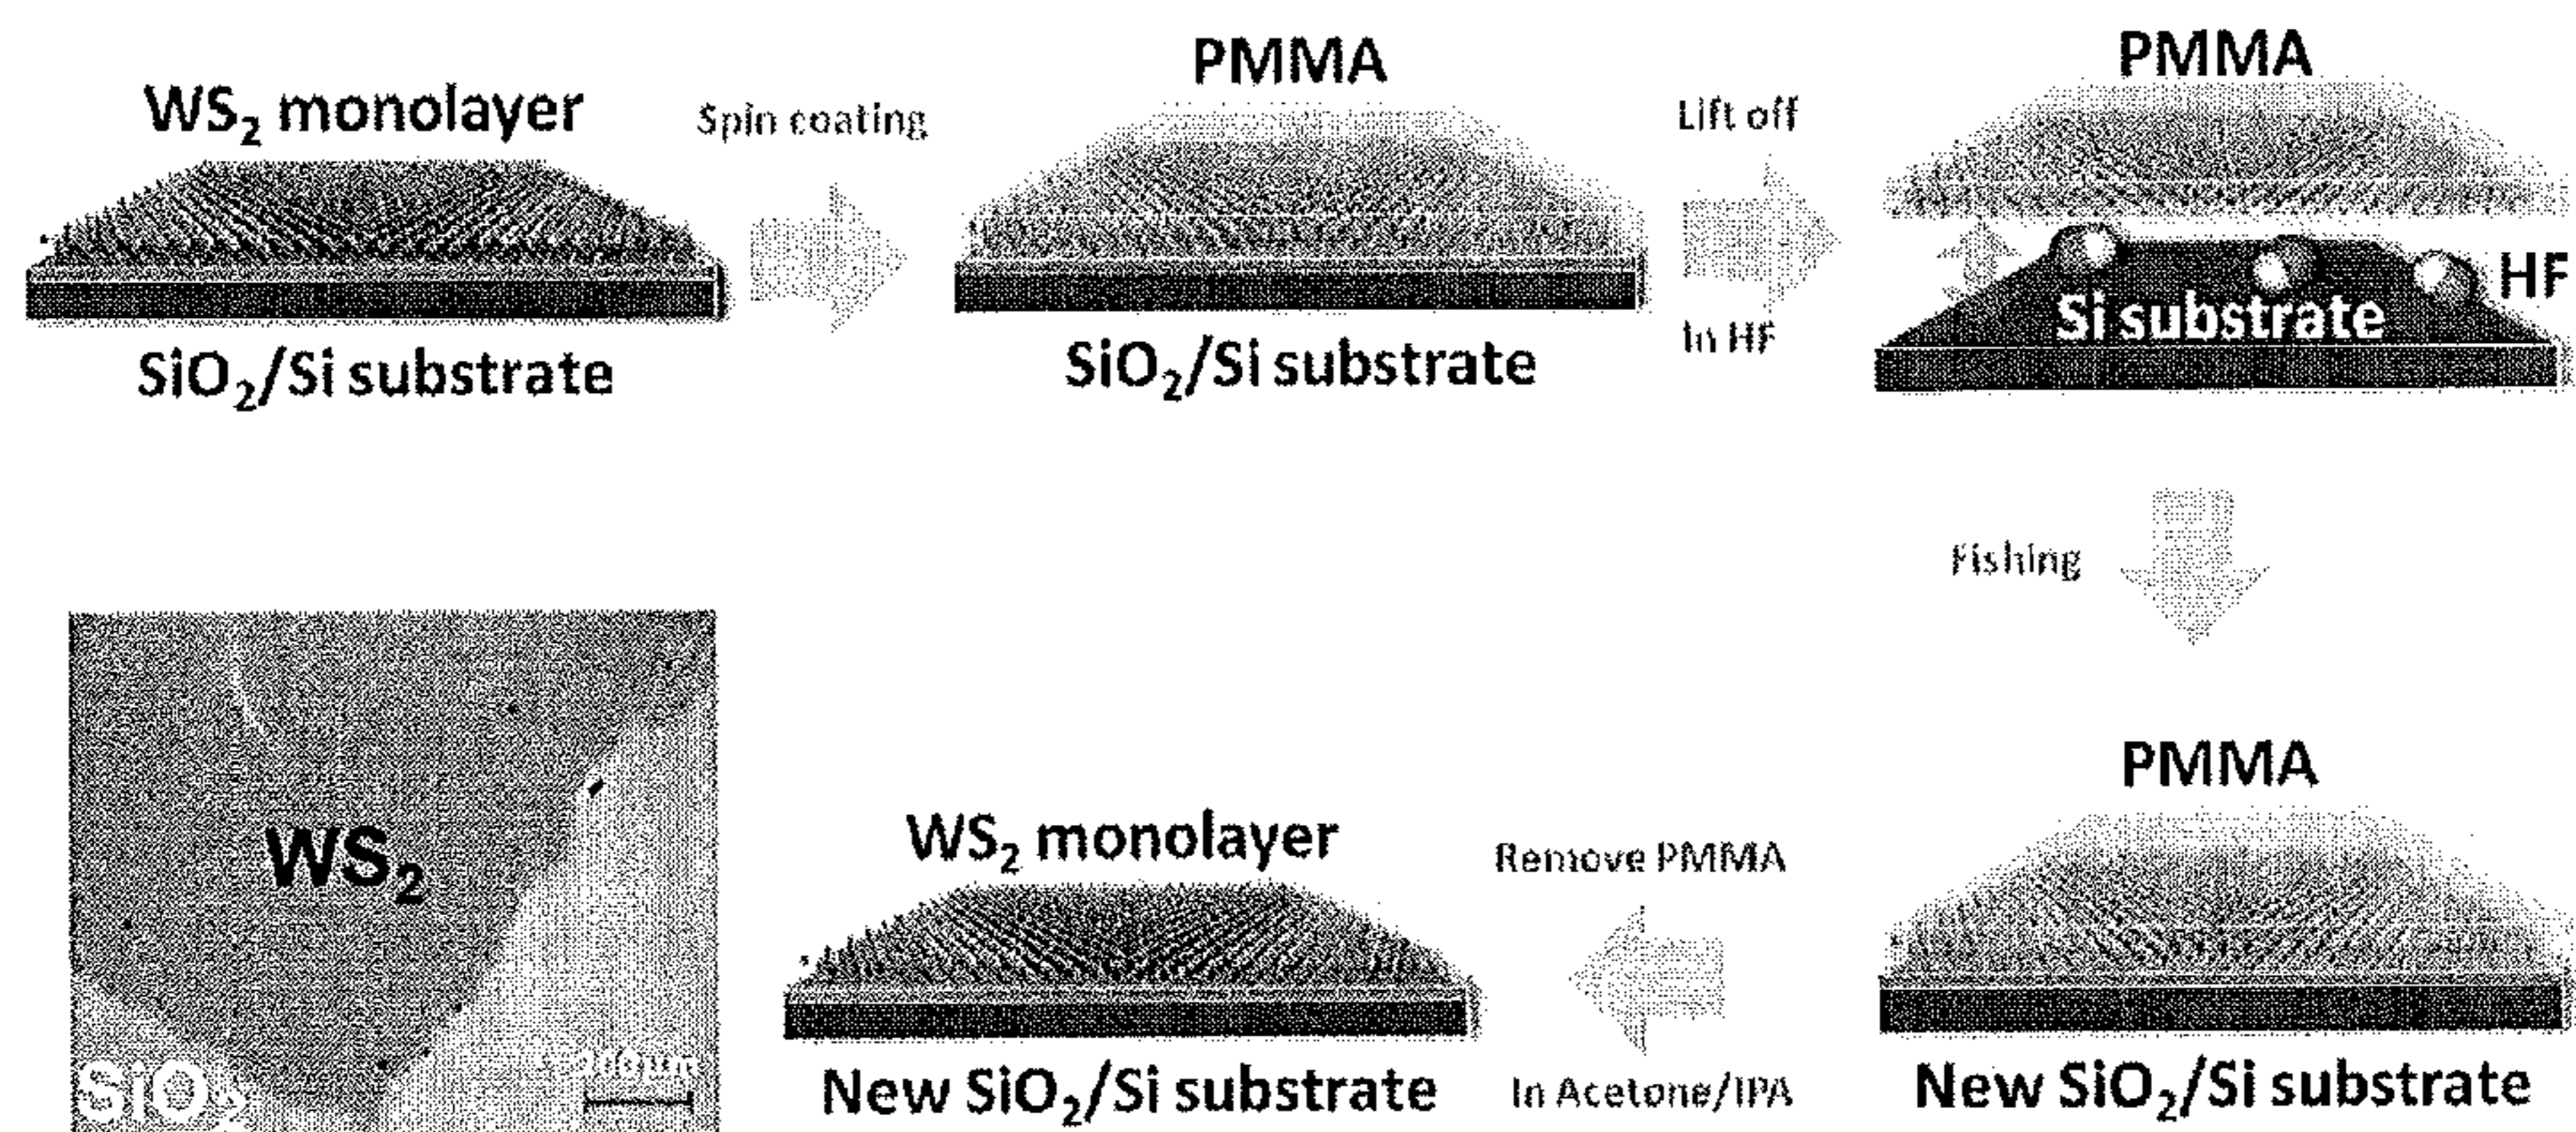 WS₂ monolayer
SiO₂/Si substrate
Spin coating
PMMA
SiO₂/Si substrate
Lift off
In HF
PMMA
HF
Si substrate
Fishing
PMMA
New SiO₂/Si substrate
Remove PMMA
In Acetone/IPA
WS₂ monolayer
New SiO₂/Si substrate
WS₂